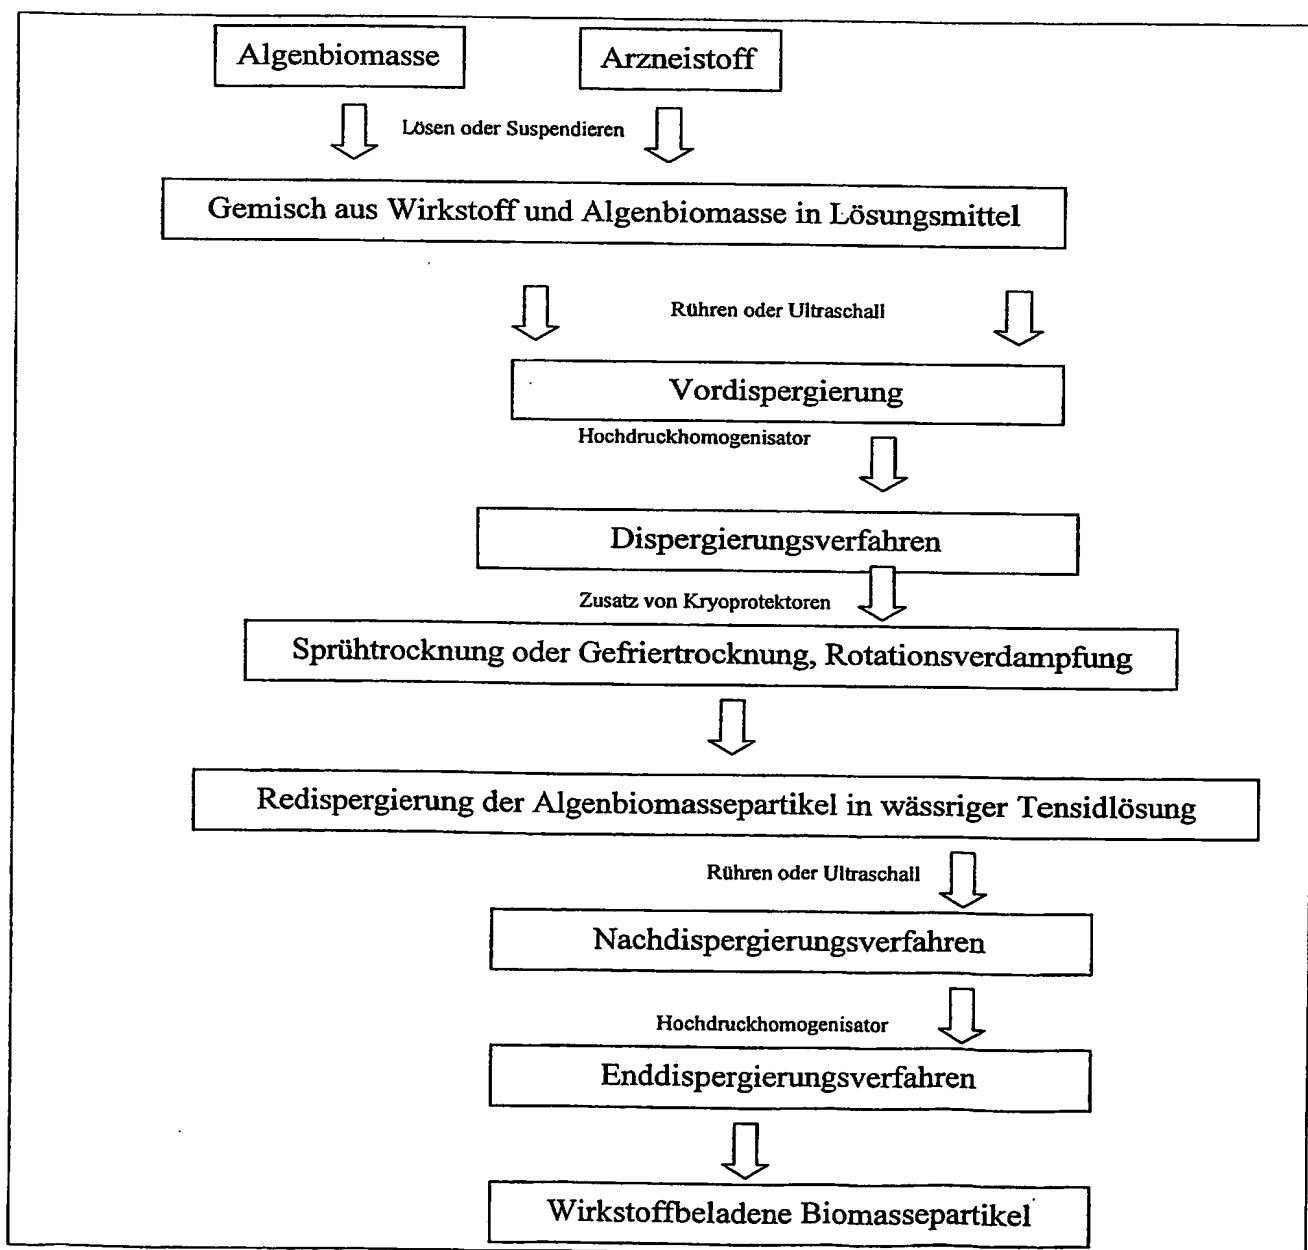 Algenbiomasse
Arzneistoff
Lösen oder Suspendieren
Gemisch aus Wirkstoff und Algenbiomasse in Lösungsmittel
Rühren oder Ultraschall
Vordispergierung
Hochdruckhomogenisator
Dispergierungsverfahren
Zusatz von Kryoprotektoren
Sprühtrocknung oder Gefriertrocknung, Rotationsverdampfung
Redispergierung der Algenbiomassepartikel in wässriger Tensidlösung
Rühren oder Ultraschall
Nachdispergierungsverfahren
Hochdruckhomogenisator
Enddispergierungsverfahren
Wirkstoffbeladene Biomassepartikel